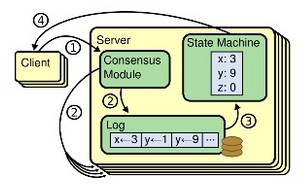 ④
①
Client
Server
Consensus
Module
State Machine
x: 3
y: 9
z: 0
②
②
③
Log
x←3 y←1 y←9 ...